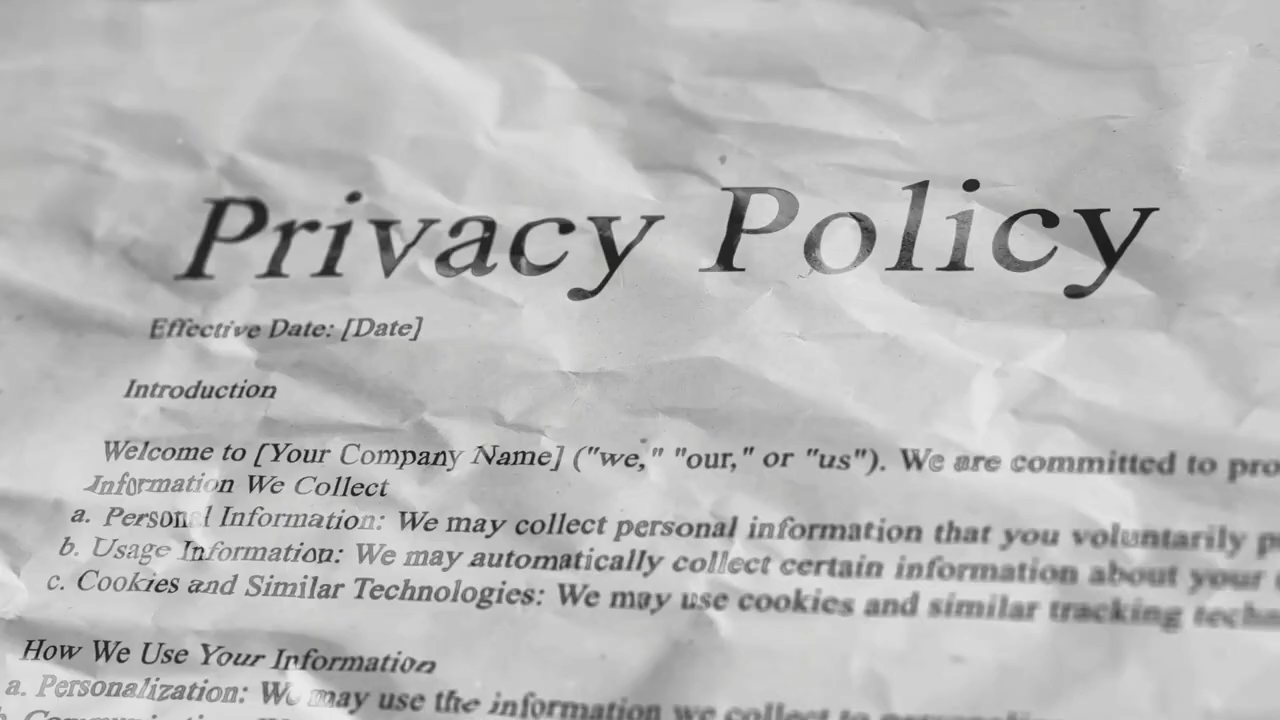 Privacy Policy
Effective Date: [Date]
Introduction
Welcome to [Your Company Name] ("we," "our," or "us"). We are committed to
Information We Collect
a. Personal Information: We may collect personal information that you voluntarily
b. Usage Information: We may automatically collect certain information about your
c. Cookies and Similar Technologies: We may use cookies and similar tracking
How We Use Your Information
a. Personalization: We may use the information we collect to